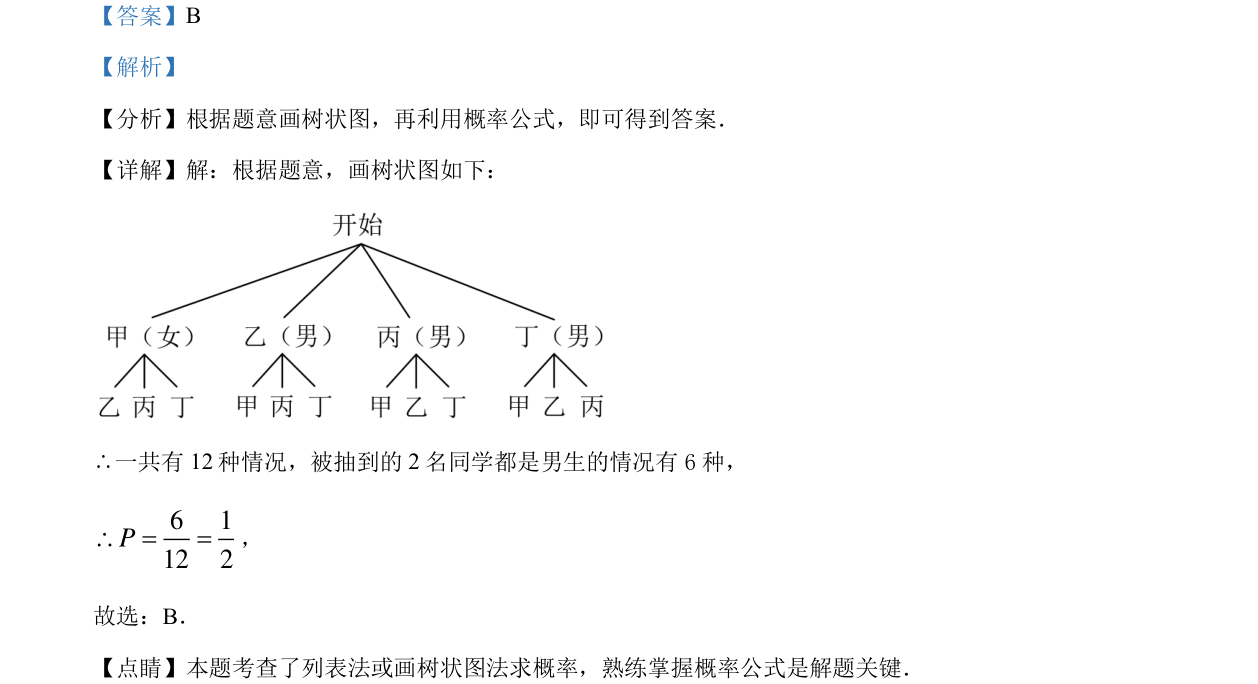 【答案】B
【解析】
【分析】根据题意画树状图，再利用概率公式，即可得到答案．
【详解】解：根据题意，画树状图如下：
开始
甲（女） 乙（男） 丙（男） 丁（男）
乙 丙 丁 甲 丙 丁 甲 乙 丁 甲 乙 丙
∴一共有 12 种情况，被抽到的 2 名同学都是男生的情况有 6 种，
∴P = 6/12 = 1/2，
故选：B．
【点睛】本题考查了列表法或画树状图法求概率，熟练掌握概率公式是解题关键．